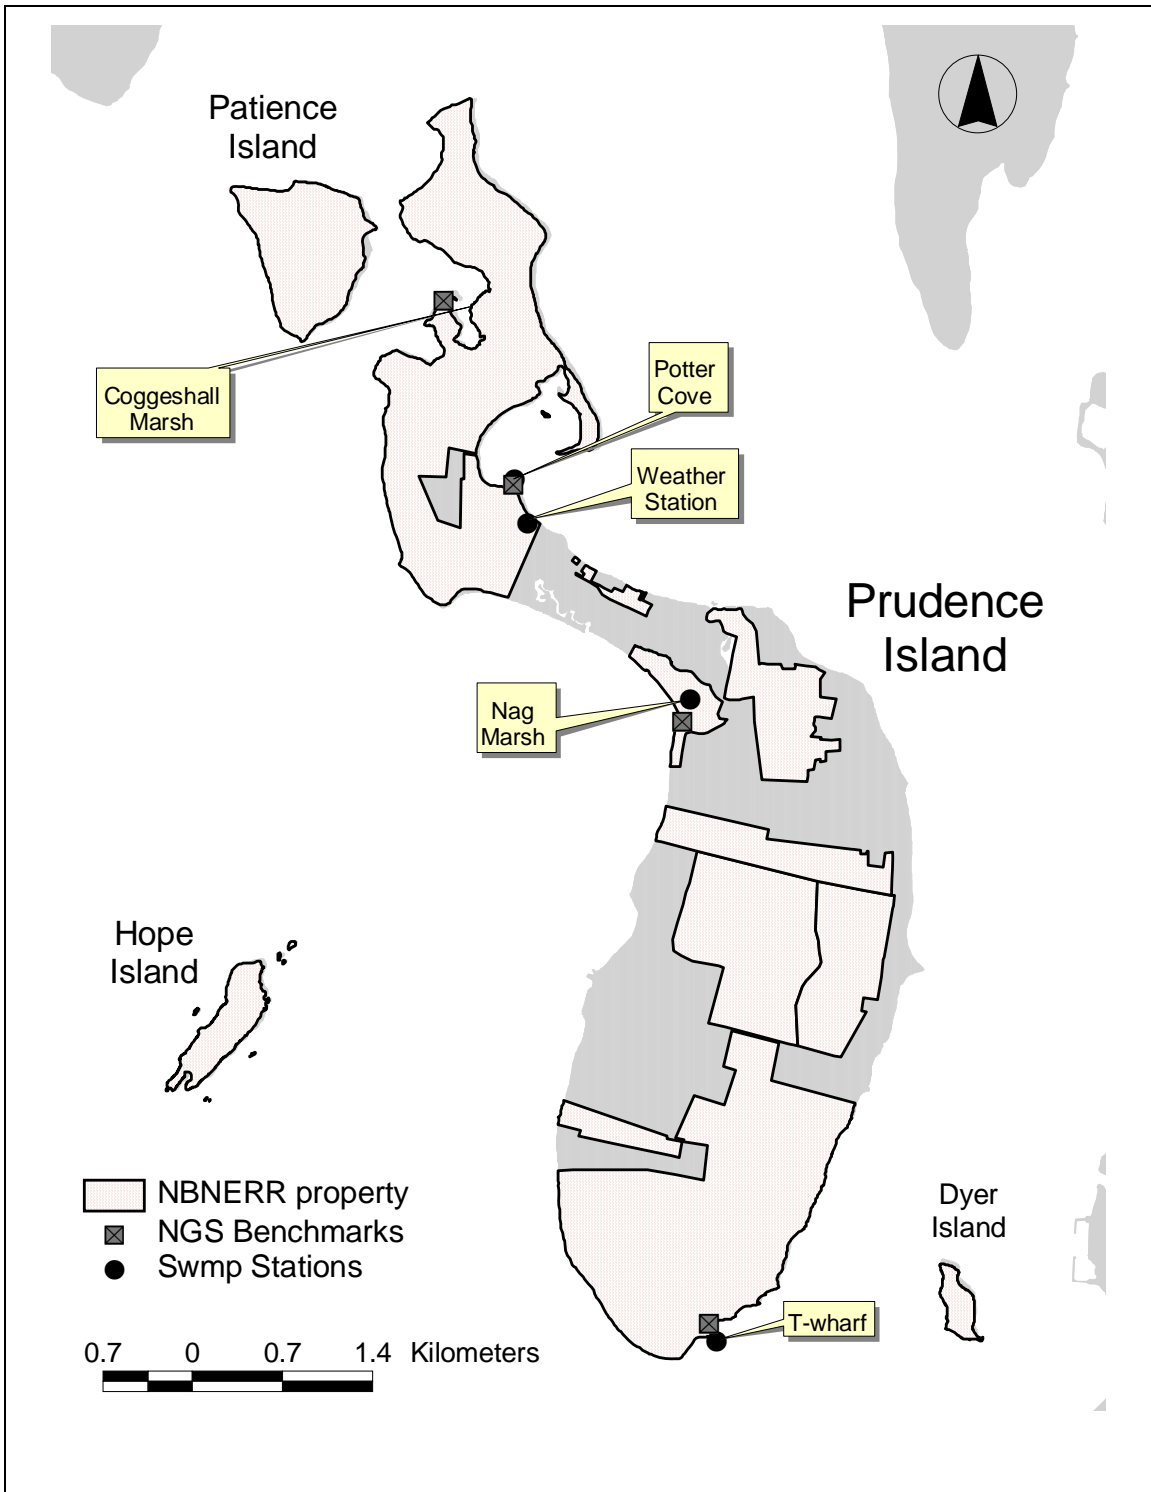 Patience
Island
Coggeshall
Marsh
Potter
Cove
Weather
Station
Prudence
Island
Nag
Marsh
Hope
Island
NBNERR property
NGS Benchmarks
Swmp Stations
Dyer
Island
T-wharf
0.7 0 0.7 1.4 Kilometers